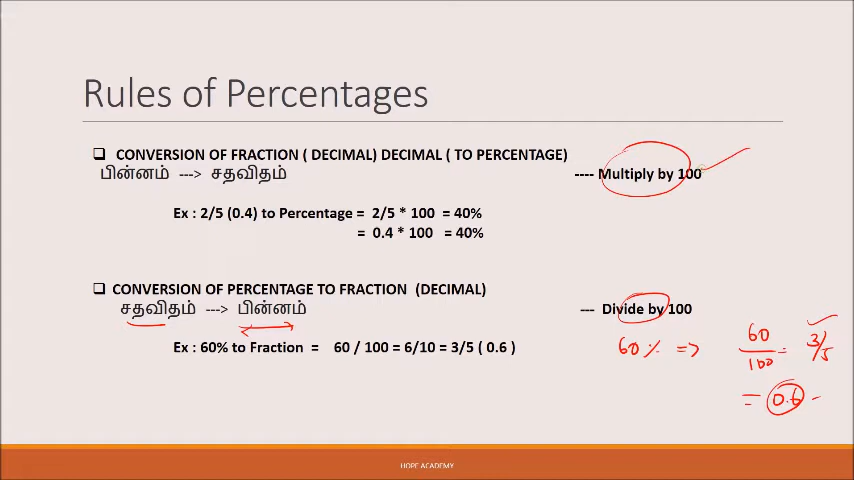 Rules of Percentages
❑ CONVERSION OF FRACTION ( DECIMAL) DECIMAL ( TO PERCENTAGE)
பின்னம் ---> சதவிதம் ---- Multiply by 100
Ex : 2/5 (0.4) to Percentage = 2/5 * 100 = 40%
= 0.4 * 100 = 40%
❑ CONVERSION OF PERCENTAGE TO FRACTION (DECIMAL)
சதவிதம் ---> பின்னம் --- Divide by 100
Ex : 60% to Fraction = 60 / 100 = 6/10 = 3/5 ( 0.6 )
60% => 60/100 = 3/5
= 0.6
HOPE ACADEMY